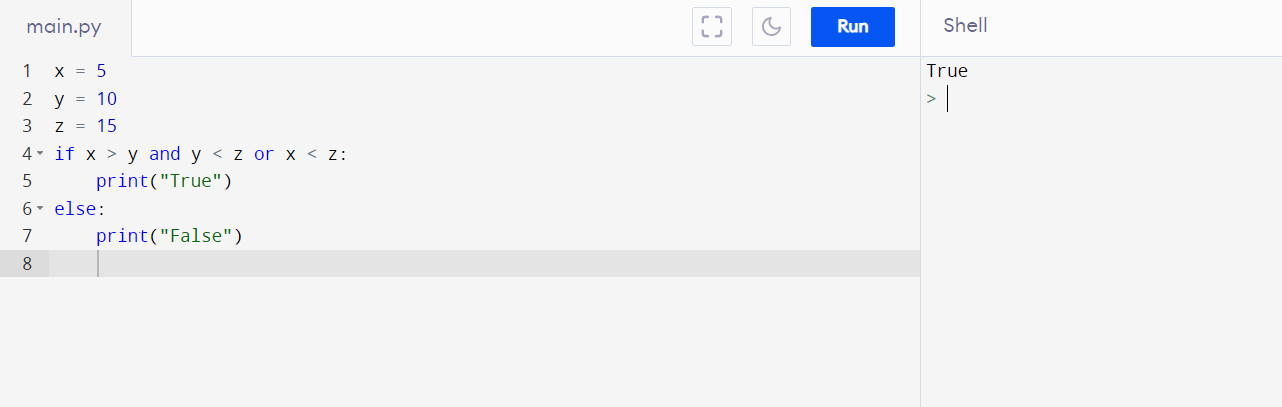 main.py
Run
Shell
1 x = 5
2 y = 10
3 z = 15
4 if x > y and y < z or x < z:
5     print("True")
6 else:
7     print("False")
8
True
>